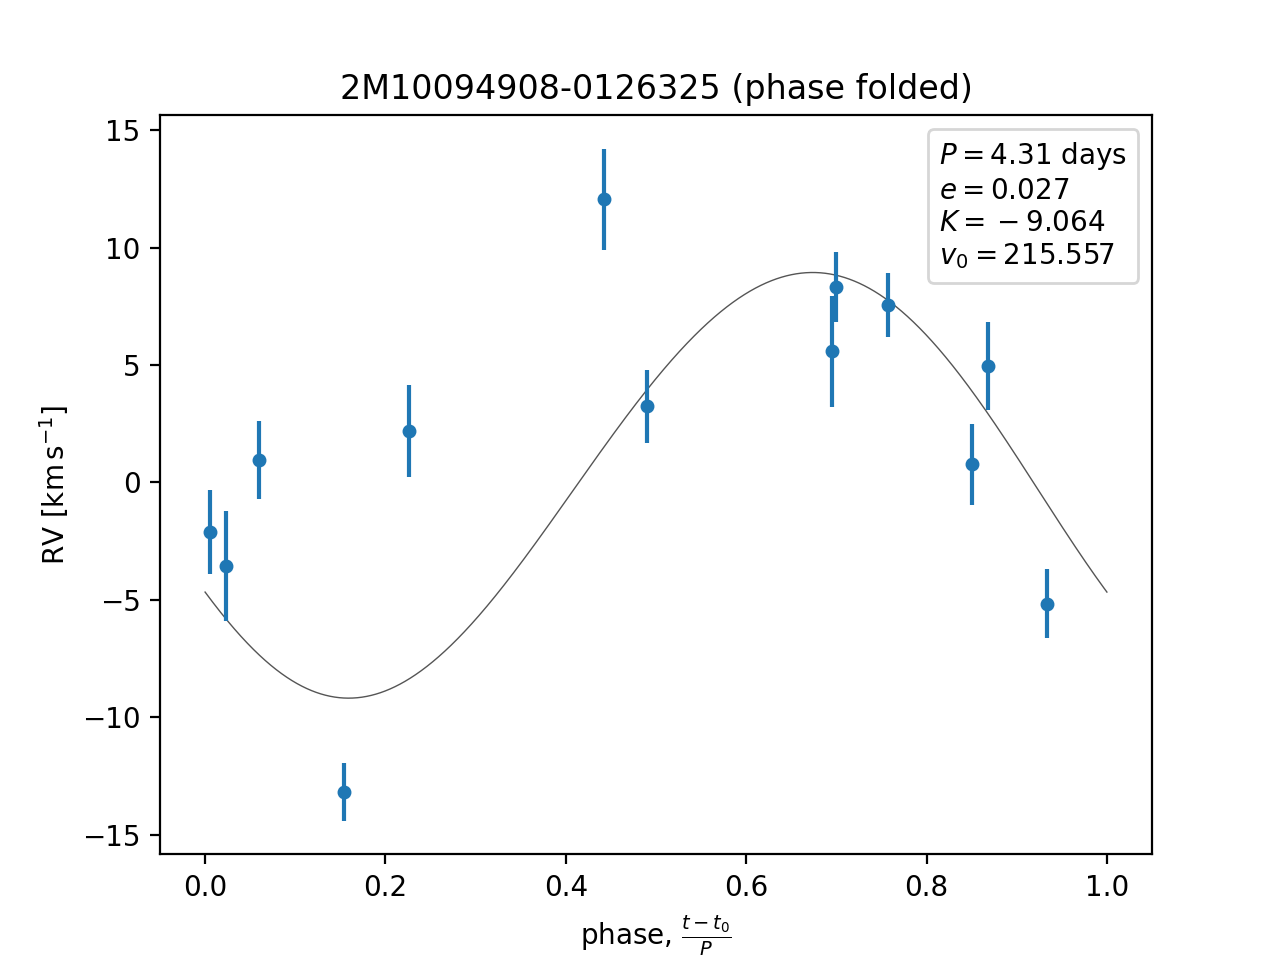 2M10094908-0126325 (phase folded)
P = 4.31 days
e = 0.027
K = −9.064
v₀ = 215.557
RV [km s⁻¹]
15
10
5
0
−5
−10
−15
0.0 0.2 0.4 0.6 0.8 1.0
phase, (t − t₀)/P